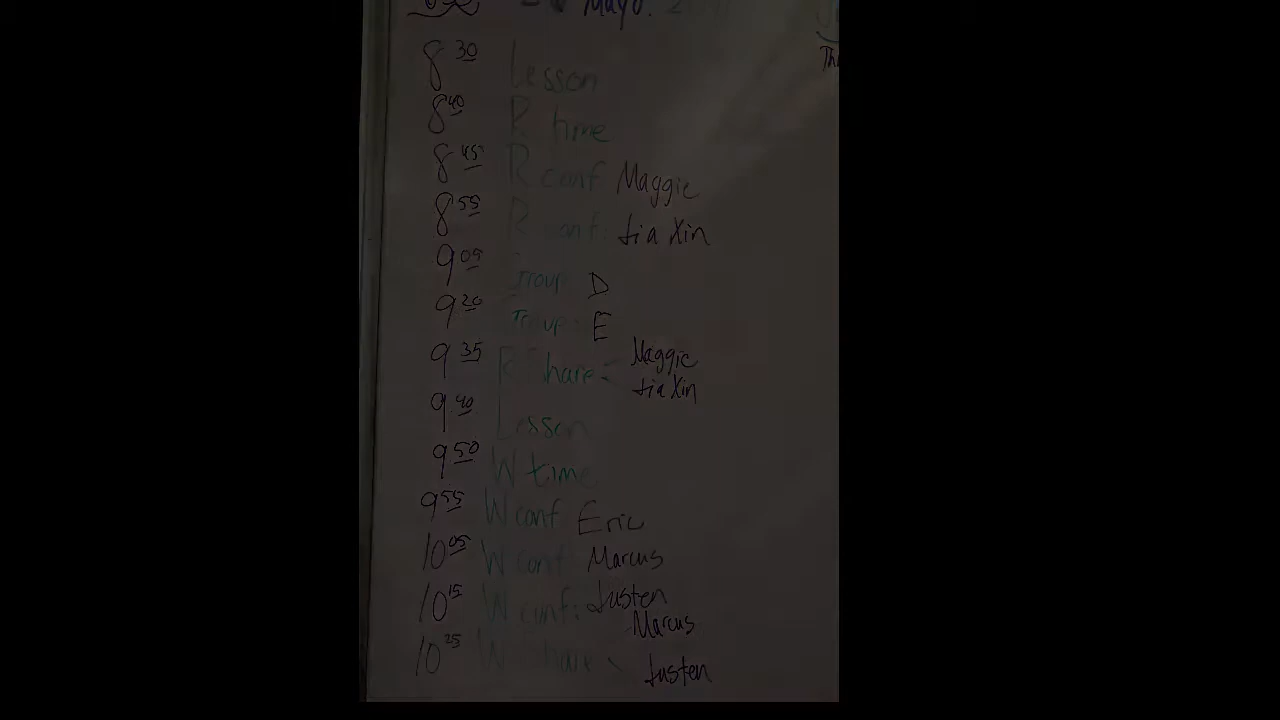 Mayo.
Th
8 30 Lesson
8 40 R time
8 45 R conf Maggie
8 55 R conf: Jia Xin
9 05 Group D
9 20 Group: E
9 35 R Share: Maggie
Jia Xin
9 40 Lesson
9 50 W time
9 55 W conf Eric
10 05 W conf: Marcus
10 15 W conf: Justen
Marcus
10 25 W Share Justen